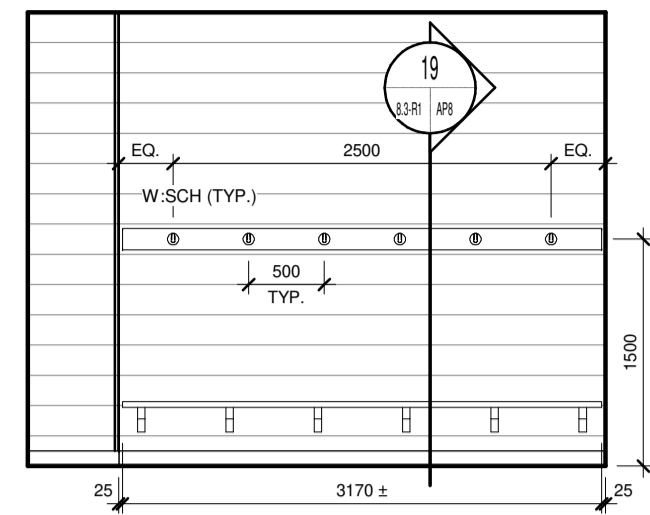 19
8.3-R1 AP8
EQ. 2500 EQ.
W:SCH (TYP.)
500
TYP.
1500
25 3170 ± 25